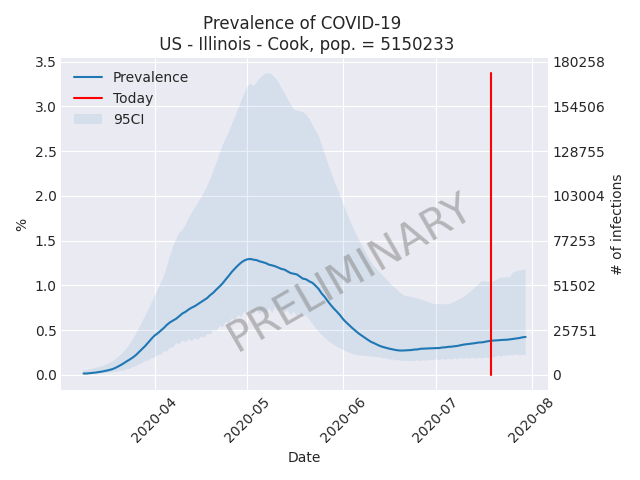 Prevalence of COVID-19
US - Illinois - Cook, pop. = 5150233
Prevalence
Today
95CI
3.5
3.0
2.5
2.0
1.5
1.0
0.5
0.0
%
180258
154506
128755
103004
77253
51502
25751
0
# of infections
PRELIMINARY
2020-04
2020-05
2020-06
2020-07
2020-08
Date